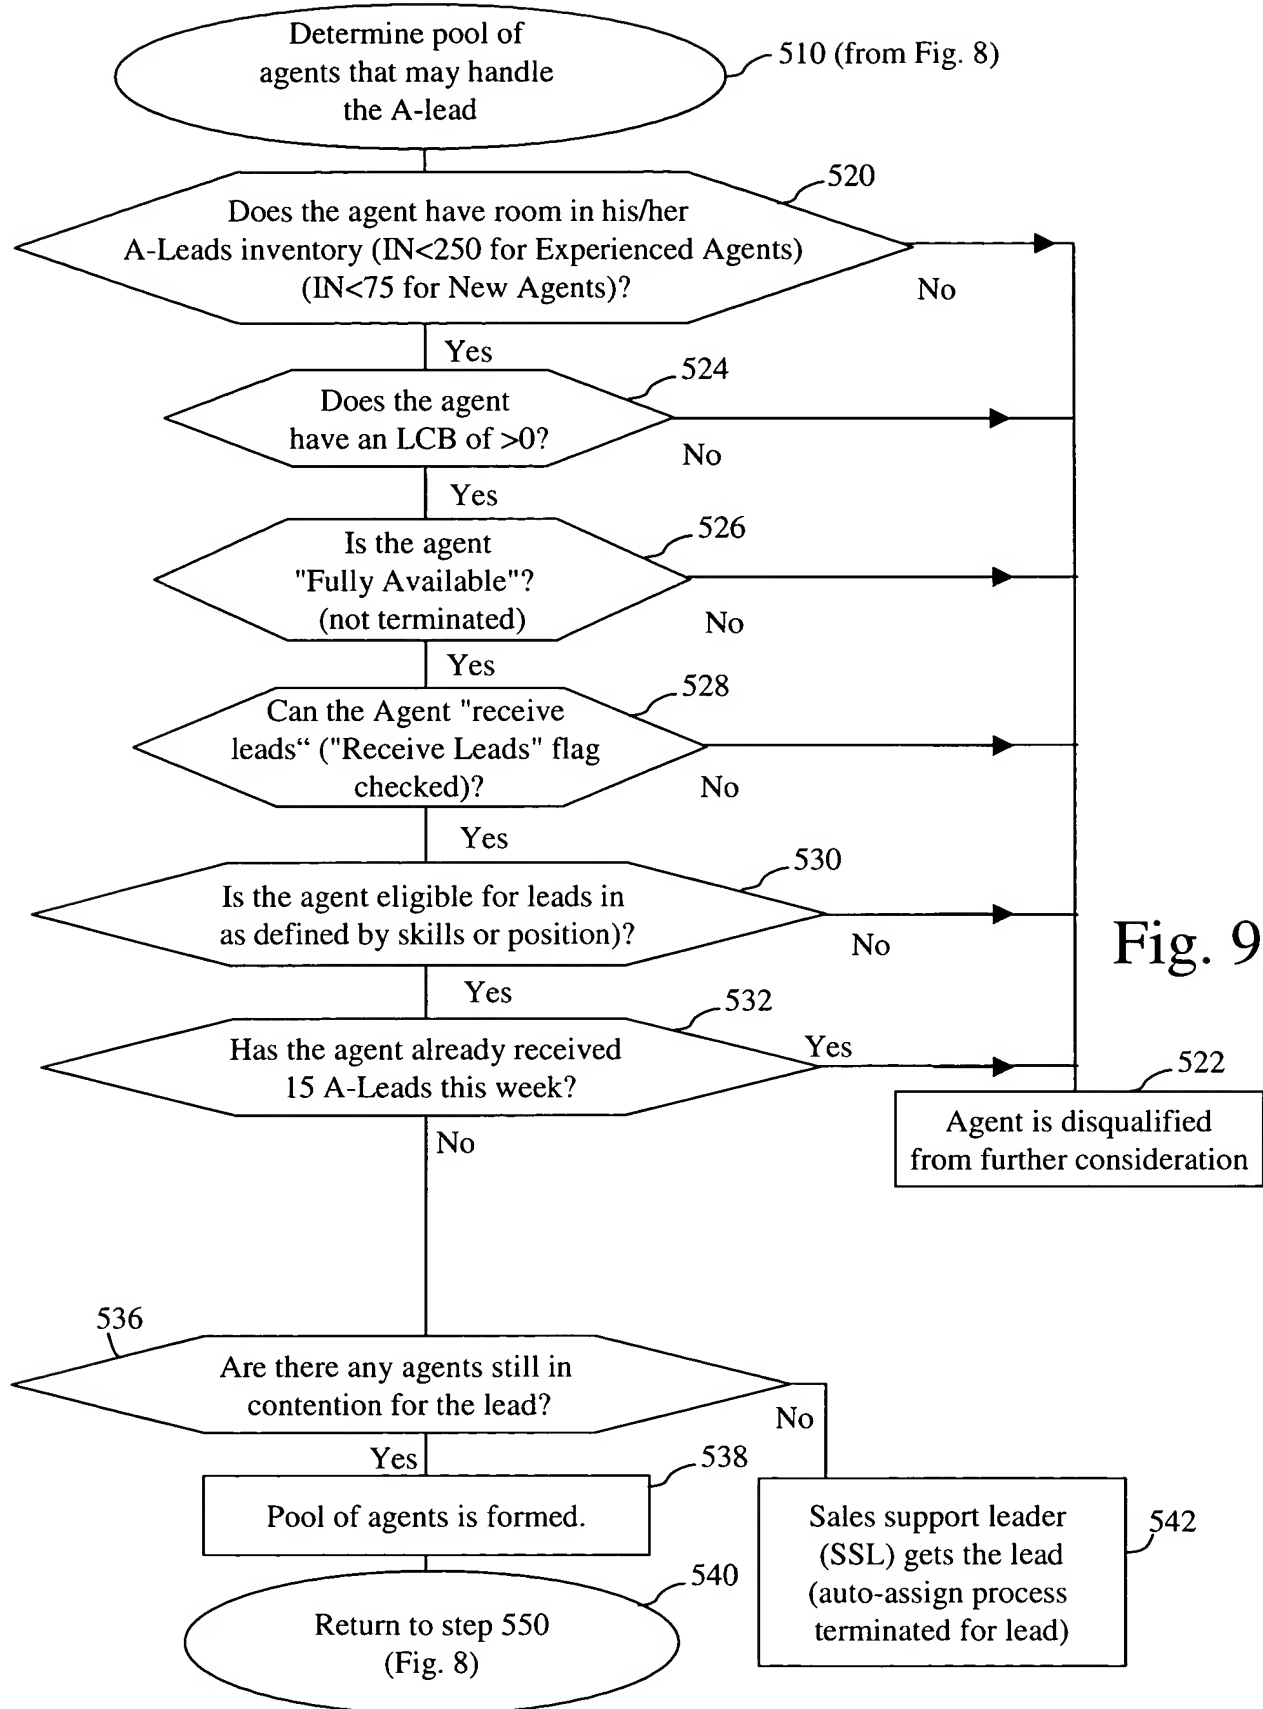 Determine pool of
agents that may handle
the A-lead
510 (from Fig. 8)
520
Does the agent have room in his/her
A-Leads inventory (IN<250 for Experienced Agents)
(IN<75 for New Agents)?
No
Yes
524
Does the agent
have an LCB of >0?
No
Yes
526
Is the agent
"Fully Available"?
(not terminated)
No
Yes
528
Can the Agent "receive
leads“ ("Receive Leads" flag
checked)?
No
Yes
530
Is the agent eligible for leads in
as defined by skills or position)?
No
Fig. 9
Yes
532
Has the agent already received
15 A-Leads this week?
Yes
522
Agent is disqualified
from further consideration
No
536
Are there any agents still in
contention for the lead?
No
Yes
538
Pool of agents is formed.
Sales support leader
(SSL) gets the lead
(auto-assign process
terminated for lead)
542
540
Return to step 550
(Fig. 8)